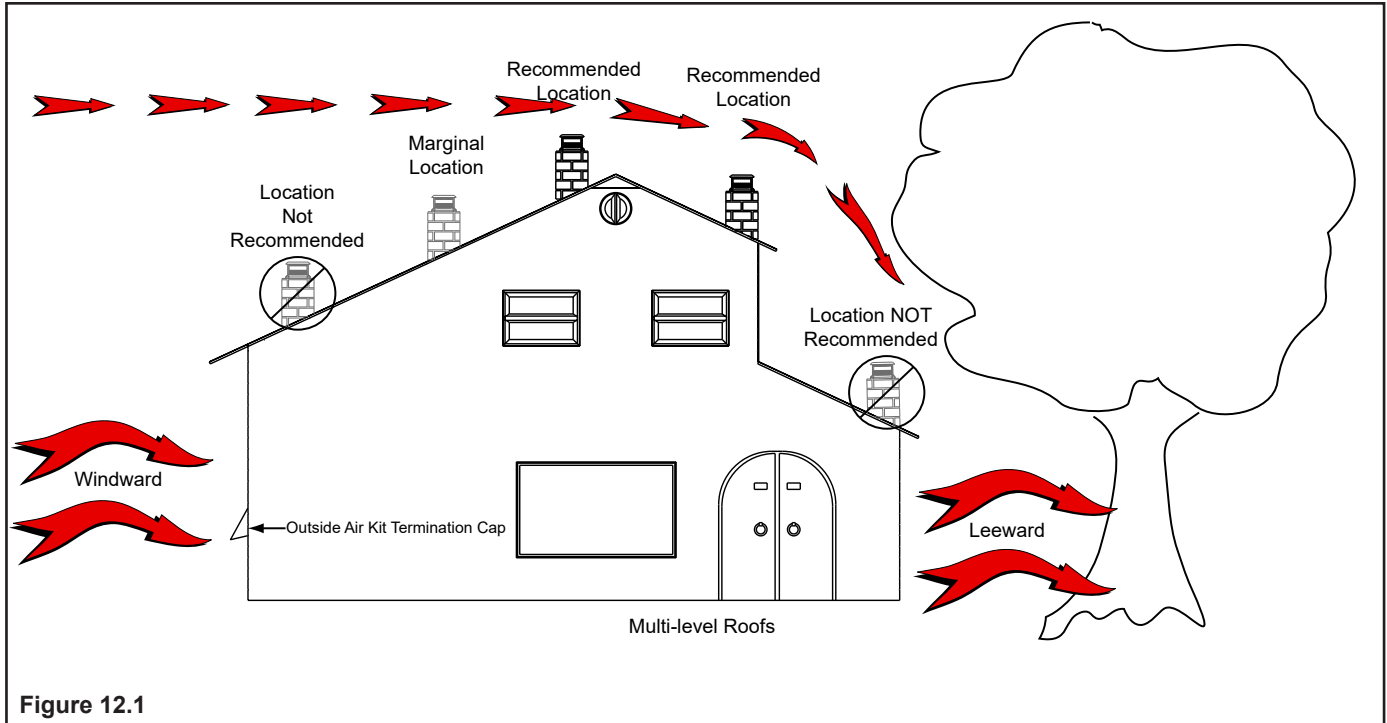 Recommended
Location
Recommended
Location
Marginal
Location
Location
Not
Recommended
Location NOT
Recommended
Windward
Outside Air Kit Termination Cap
Leeward
Multi-level Roofs
Figure 12.1